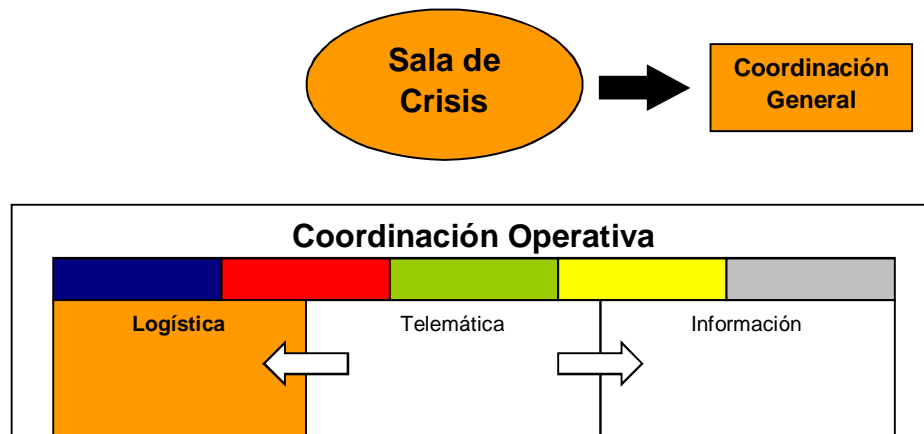 Sala de
Crisis
Coordinación
General
Coordinación Operativa
Logística
Telemática
Información